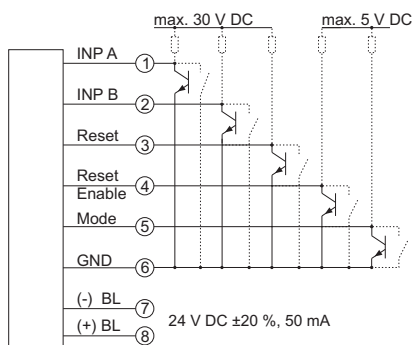 max. 30 V DC
max. 5 V DC
INP A
1
INP B
2
Reset
3
Reset
Enable
4
Mode
5
GND
6
(-) BL
7
24 V DC ±20 %, 50 mA
(+) BL
8